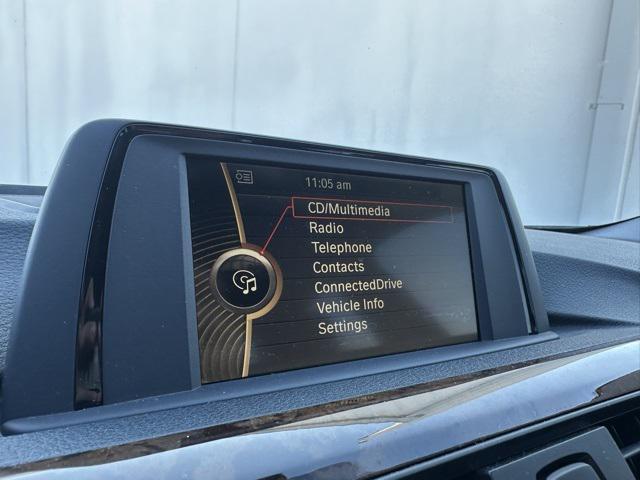 11:05 am
CD/Multimedia
Radio
Telephone
Contacts
ConnectedDrive
Vehicle Info
Settings